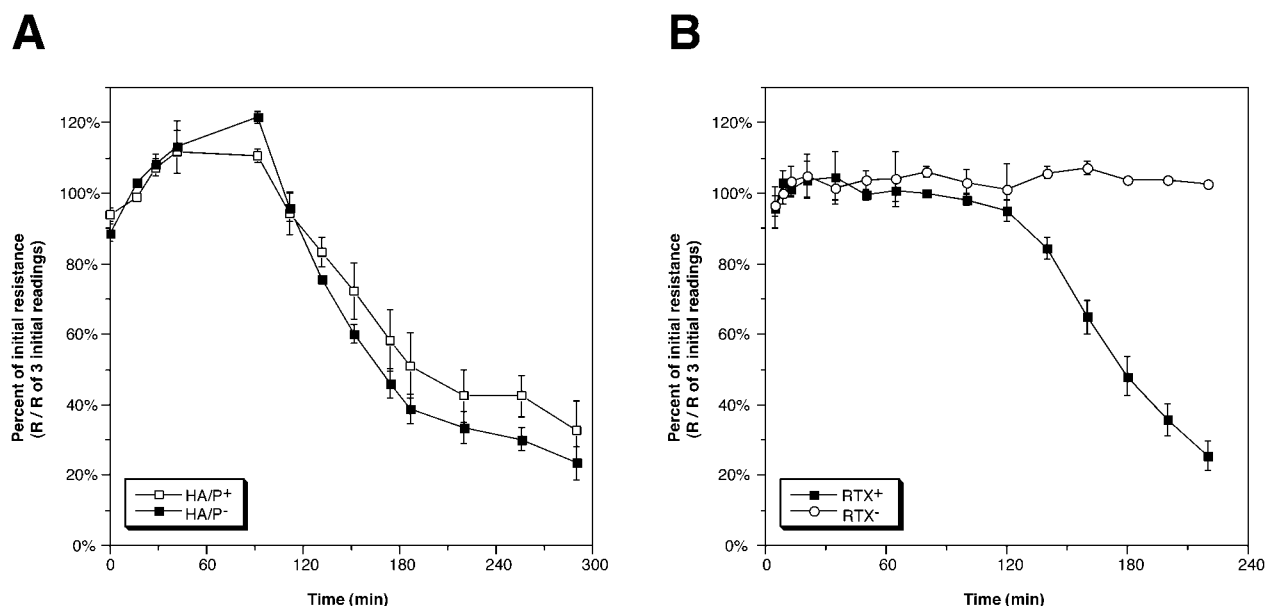 A
Percent of initial resistance
(R / R of 3 initial readings)
120%
100%
80%
60%
40%
20%
0%
HA/P+
HA/P-
0 60 120 180 240 300
Time (min)
B
Percent of initial resistance
(R / R of 3 initial readings)
120%
100%
80%
60%
40%
20%
0%
RTX+
RTX-
0 60 120 180 240
Time (min)